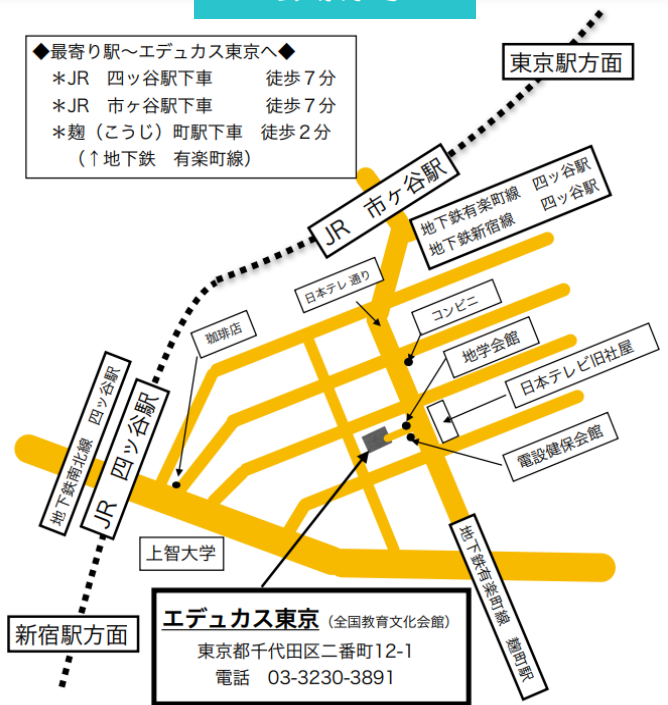 ◆最寄り駅～エデュカス東京へ◆
＊JR　四ッ谷駅下車　　　徒歩７分
＊JR　市ヶ谷駅下車　　　徒歩７分
＊麹（こうじ）町駅下車　徒歩２分
（↑地下鉄　有楽町線）
東京駅方面
JR　市ヶ谷駅
地下鉄有楽町線　四ッ谷駅
地下鉄新宿線　四ッ谷駅
日本テレ通り
コンビニ
珈琲店
地学会館
日本テレビ旧社屋
電設健保会館
地下鉄南北線　四ッ谷駅
JR　四ッ谷駅
上智大学
地下鉄有楽町線　麹町駅
新宿駅方面
エデュカス東京（全国教育文化会館）
東京都千代田区二番町12-1
電話　03-3230-3891